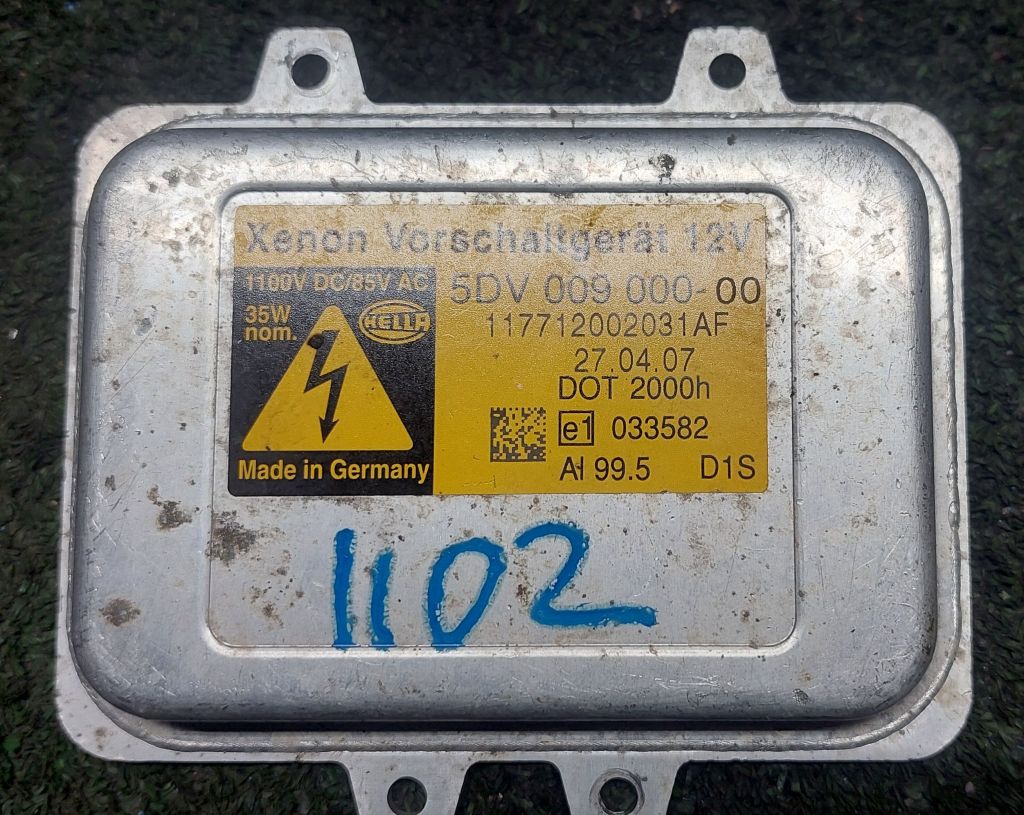 Xenon Vorschaltgerät 12V
1100V DC/85V AC
35W
nom.
HELLA
5DV 009 000-00
117712002031AF
27.04.07
DOT 2000h
e1 033582
AI 99.5 D1S
Made in Germany
1102